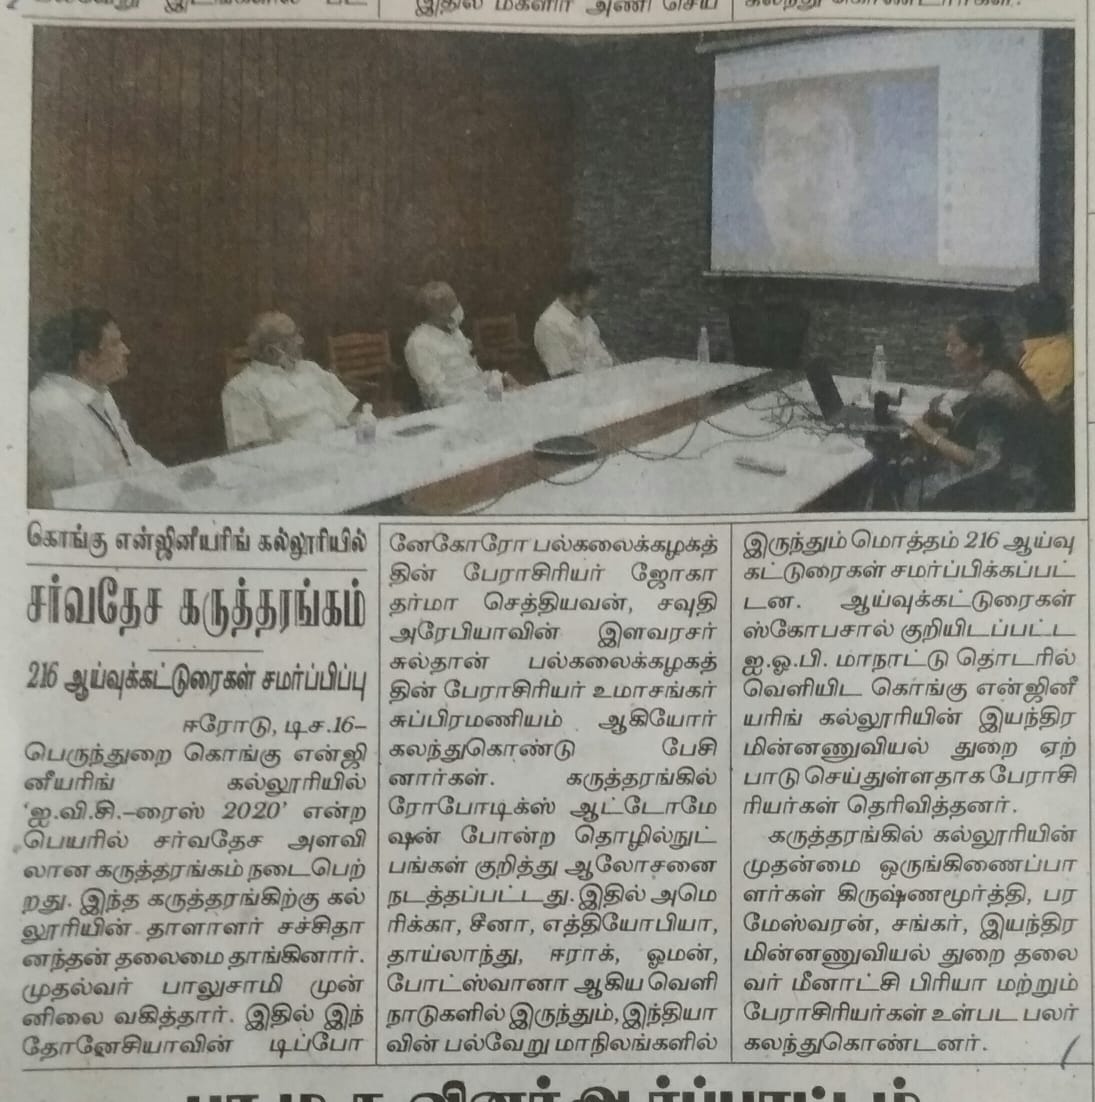 கொங்கு என்ஜினீயரிங் கல்லூரியில்
சர்வதேச கருத்தரங்கம்
216 ஆய்வுக்கட்டுரைகள் சமர்ப்பிப்பு
ஈரோடு, டிச.16–
பெருந்துறை கொங்கு என்ஜி
னீயரிங் கல்லூரியில்
‘ஐ.வி.சி.–ரைஸ் 2020’ என்ற
பெயரில் சர்வதேச அளவி
லான கருத்தரங்கம் நடைபெற்
றது. இந்த கருத்தரங்கிற்கு கல்
லூரியின் தாளாளர் சச்சிதா
னந்தன் தலைமை தாங்கினார்.
முதல்வர் பாலுசாமி முன்
னிலை வகித்தார். இதில் இந்
தோனேசியாவின் டிப்போ
னேகோரோ பல்கலைக்கழகத்
தின் பேராசிரியர் ஜோகா
தர்மா செத்தியவன், சவுதி
அரேபியாவின் இளவரசர்
சுல்தான் பல்கலைக்கழகத்
தின் பேராசிரியர் உமாசங்கர்
சுப்பிரமணியம் ஆகியோர்
கலந்துகொண்டு பேசி
னார்கள். கருத்தரங்கில்
ரோபோடிக்ஸ் ஆட்டோமே
ஷன் போன்ற தொழில்நுட்
பங்கள் குறித்து ஆலோசனை
நடத்தப்பட்டது. இதில் அமெ
ரிக்கா, சீனா, எத்தியோபியா,
தாய்லாந்து, ஈராக், ஓமன்,
போட்ஸ்வானா ஆகிய வெளி
நாடுகளில் இருந்தும், இந்தியா
வின் பல்வேறு மாநிலங்களில்
இருந்தும் மொத்தம் 216 ஆய்வு
கட்டுரைகள் சமர்ப்பிக்கப்பட்
டன. ஆய்வுக்கட்டுரைகள்
ஸ்கோபசால் குறியிடப்பட்ட
ஐ.ஓ.பி. மாநாட்டு தொடரில்
வெளியிட கொங்கு என்ஜினீ
யரிங் கல்லூரியின் இயந்திர
மின்னணுவியல் துறை ஏற்
பாடு செய்துள்ளதாக பேராசி
ரியர்கள் தெரிவித்தனர்.
கருத்தரங்கில் கல்லூரியின்
முதன்மை ஒருங்கிணைப்பா
ளர்கள் கிருஷ்ணமூர்த்தி, பர
மேஸ்வரன், சங்கர், இயந்திர
மின்னணுவியல் துறை தலை
வர் மீனாட்சி பிரியா மற்றும்
பேராசிரியர்கள் உள்பட பலர்
கலந்துகொண்டனர்.